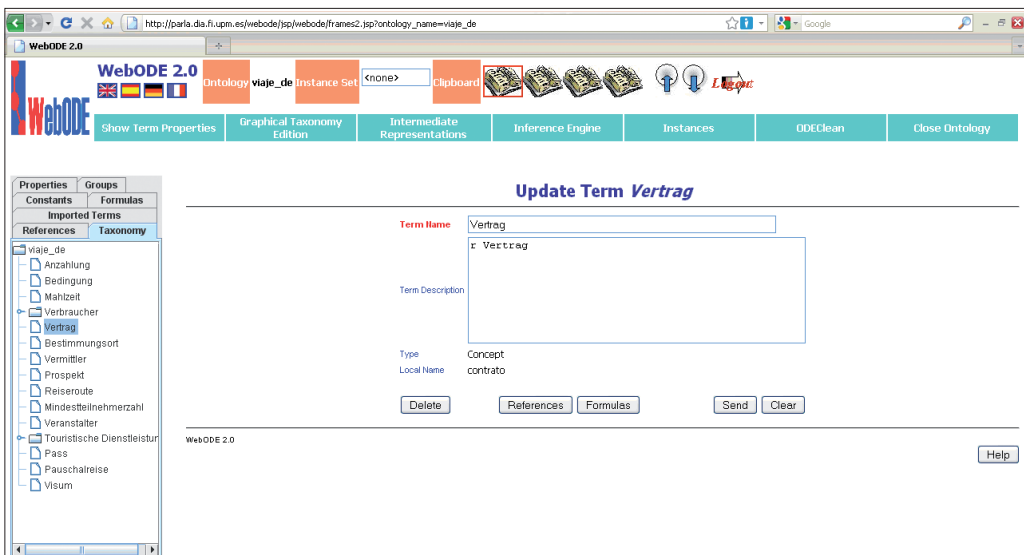 http://parla.dia.fi.upm.es/webode/jsp/webode/frames2.jsp?ontology_name=viaje_de
Google
WebODE 2.0
WebODE
WebODE 2.0
Ontology viaje_de Instance Set <none> Clipboard
Logout
Show Term Properties
Graphical Taxonomy Edition
Intermediate Representations
Inference Engine
Instances
ODEClean
Close Ontology
Properties Groups
Constants Formulas
Imported Terms
References Taxonomy
viaje_de
Anzahlung
Bedingung
Mahlzeit
Verbraucher
Vertrag
Bestimmungsort
Vermittler
Prospekt
Reiseroute
Mindestteilnehmerzahl
Veranstalter
Touristische Dienstleistur
Pass
Pauschalreise
Visum
Update Term Vertrag
Term Name Vertrag
Term Description r Vertrag
Type Concept
Local Name contrato
Delete References Formulas Send Clear
WebODE 2.0
Help